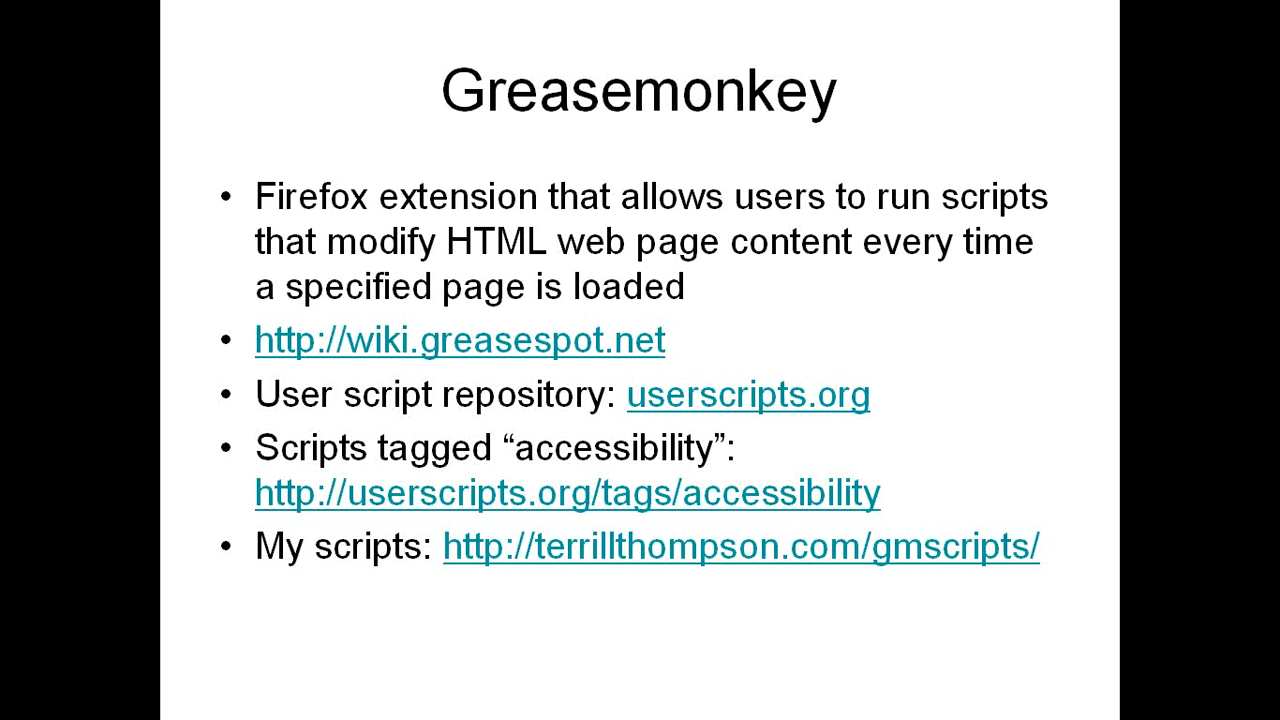 Greasemonkey
• Firefox extension that allows users to run scripts
that modify HTML web page content every time
a specified page is loaded
• http://wiki.greasespot.net
• User script repository: userscripts.org
• Scripts tagged “accessibility”:
http://userscripts.org/tags/accessibility
• My scripts: http://terrillthompson.com/gmscripts/